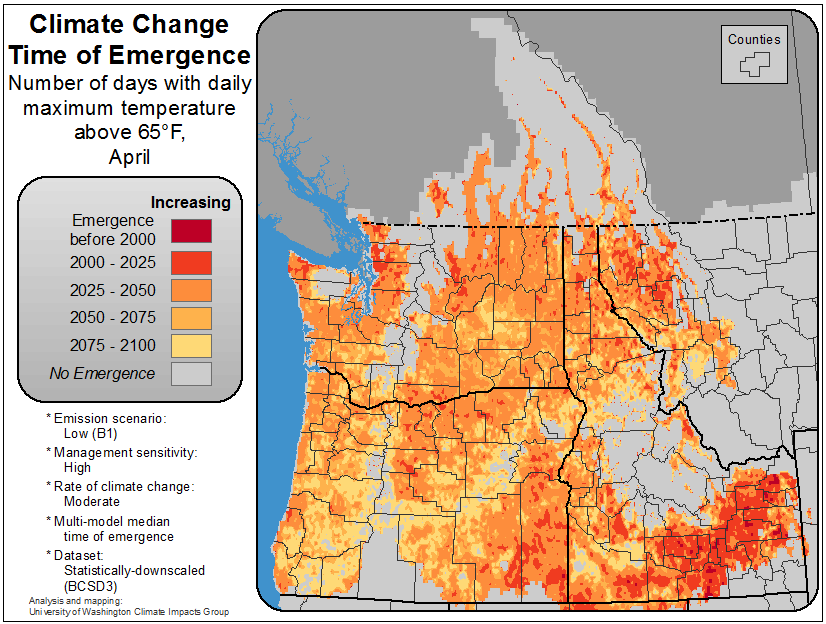 Climate Change
Time of Emergence
Number of days with daily
maximum temperature
above 65°F,
April
Increasing
Emergence
before 2000
2000 - 2025
2025 - 2050
2050 - 2075
2075 - 2100
No Emergence
* Emission scenario:
Low (B1)
* Management sensitivity:
High
* Rate of climate change:
Moderate
* Multi-model median
time of emergence
* Dataset:
Statistically-downscaled
(BCSD3)
Analysis and mapping:
University of Washington Climate Impacts Group
Counties